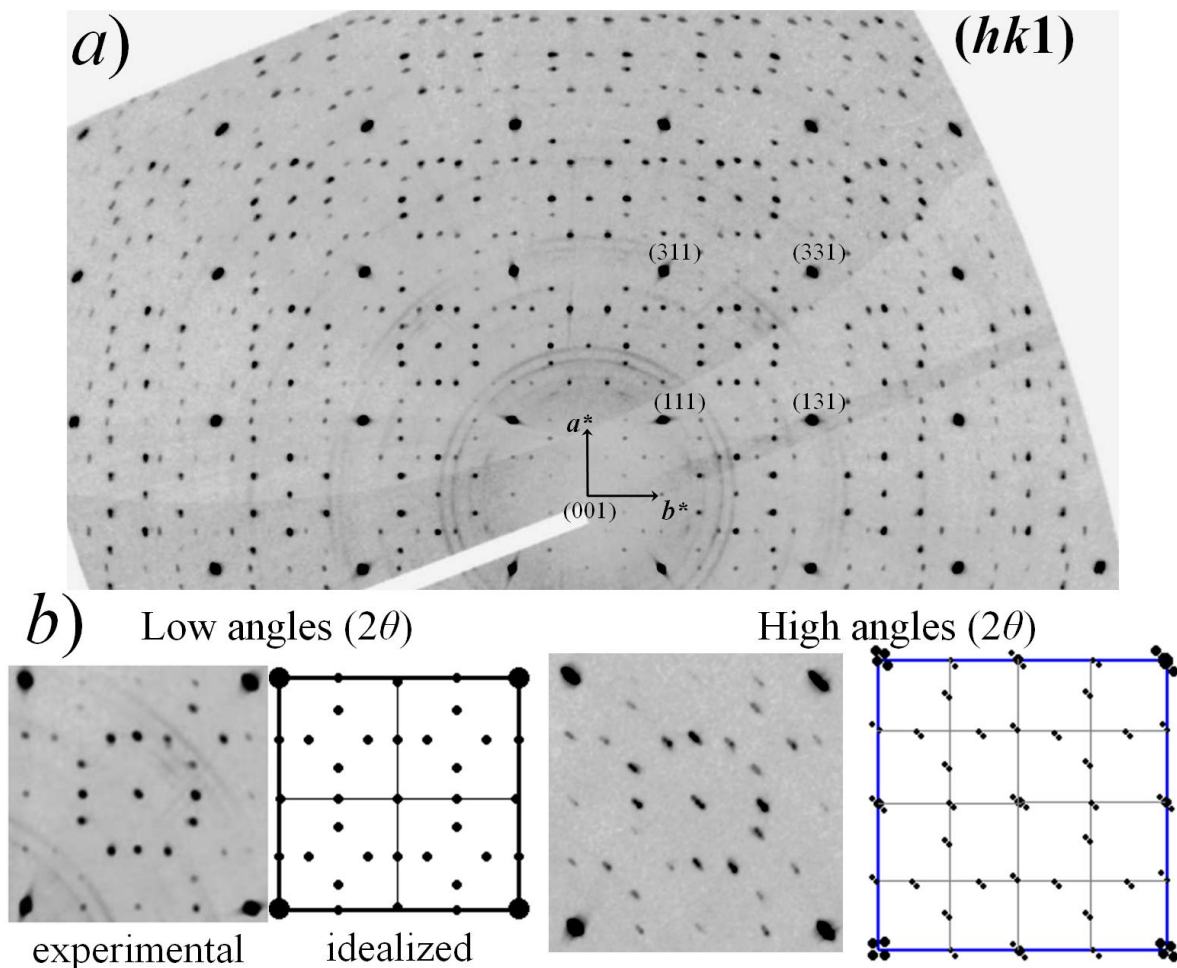 a)
(hk1)
(311)
(331)
(111)
(131)
a*
(001)
b*
b)
Low angles (2θ)
High angles (2θ)
experimental
idealized